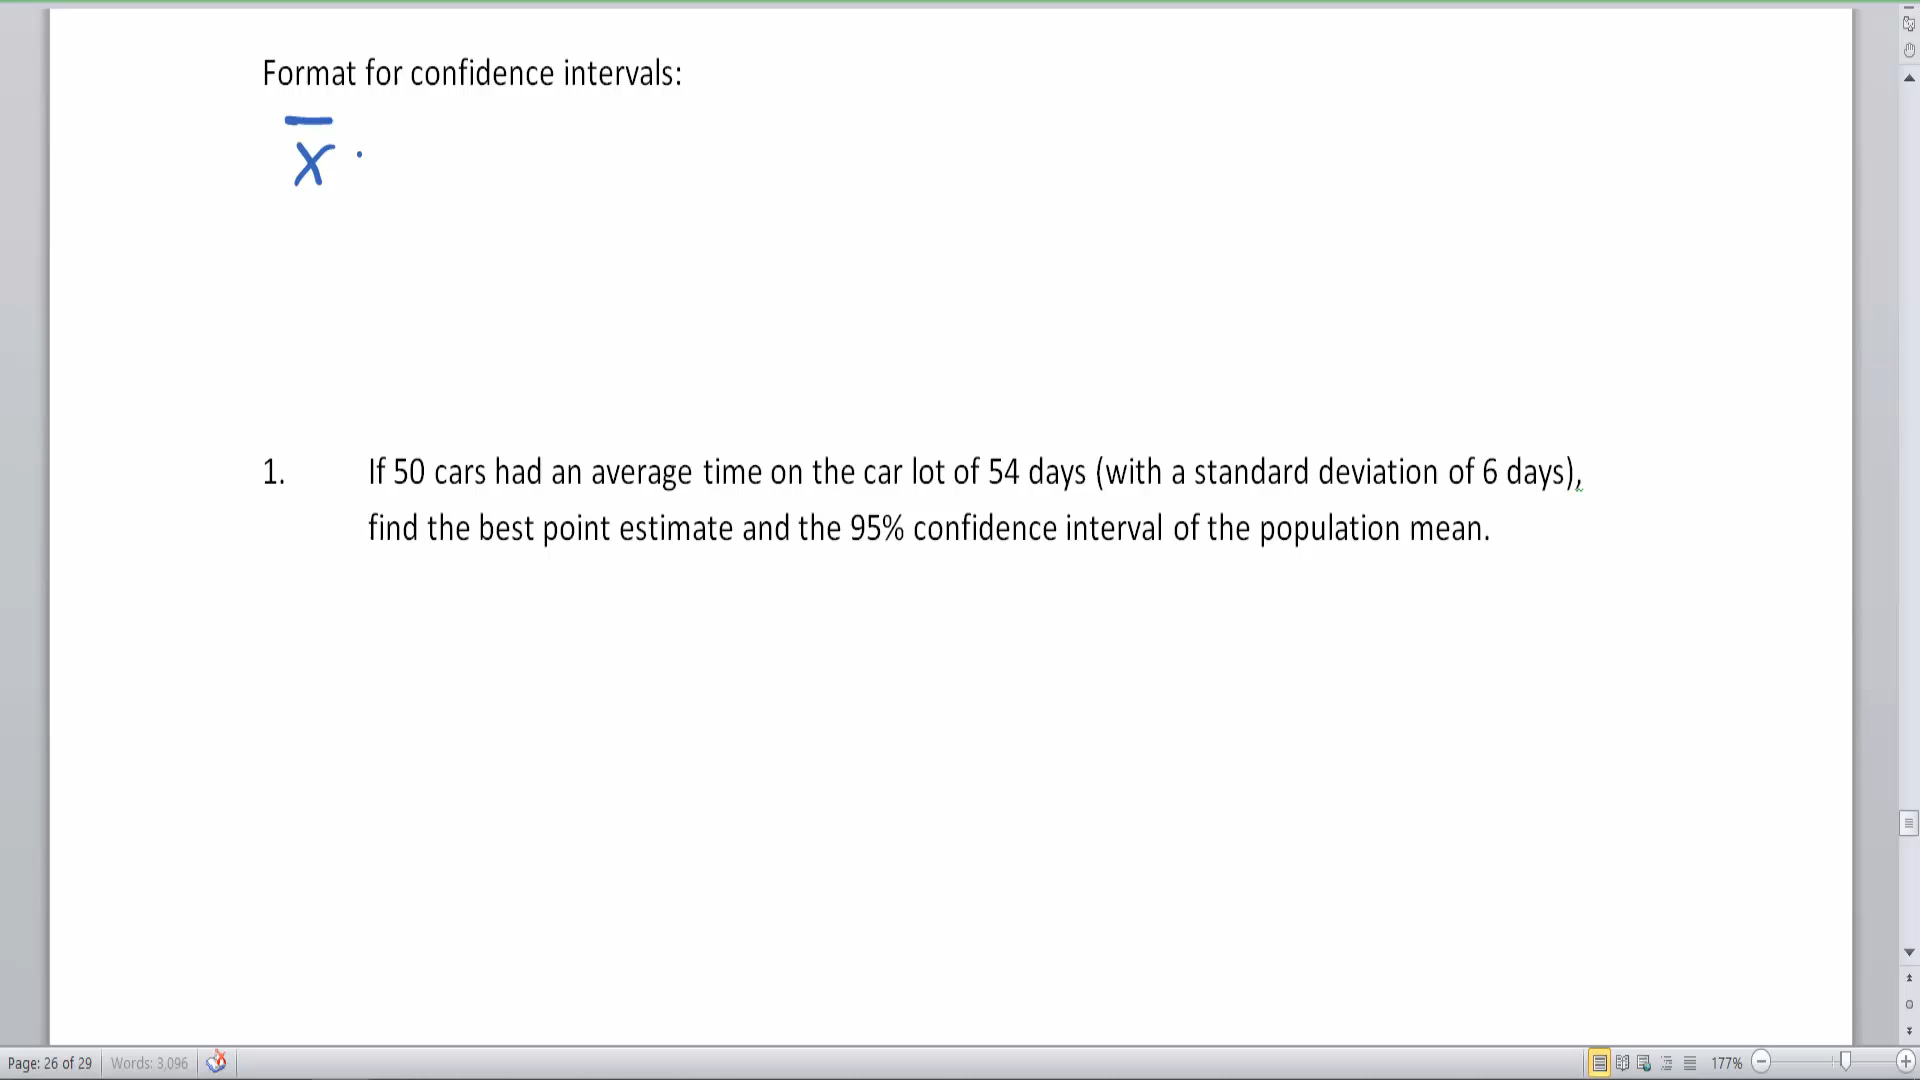 Format for confidence intervals:
x̄ ·
1. If 50 cars had an average time on the car lot of 54 days (with a standard deviation of 6 days),
find the best point estimate and the 95% confidence interval of the population mean.
Page: 26 of 29 Words: 3,096 177%